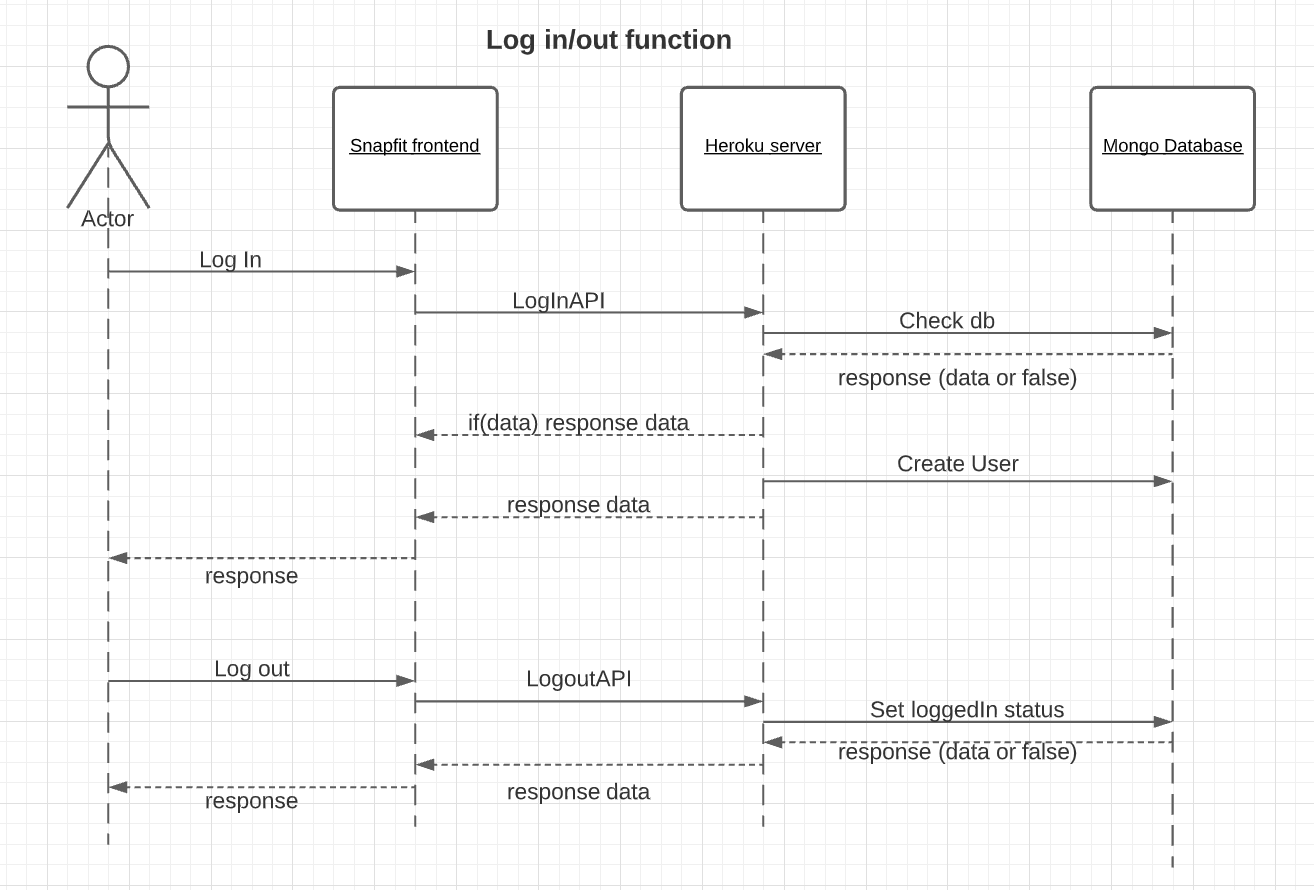 Log in/out function
Snapfit frontend
Heroku server
Mongo Database
Actor
Log In
LogInAPI
Check db
response (data or false)
if(data) response data
Create User
response data
response
Log out
LogoutAPI
Set loggedIn status
response (data or false)
response data
response